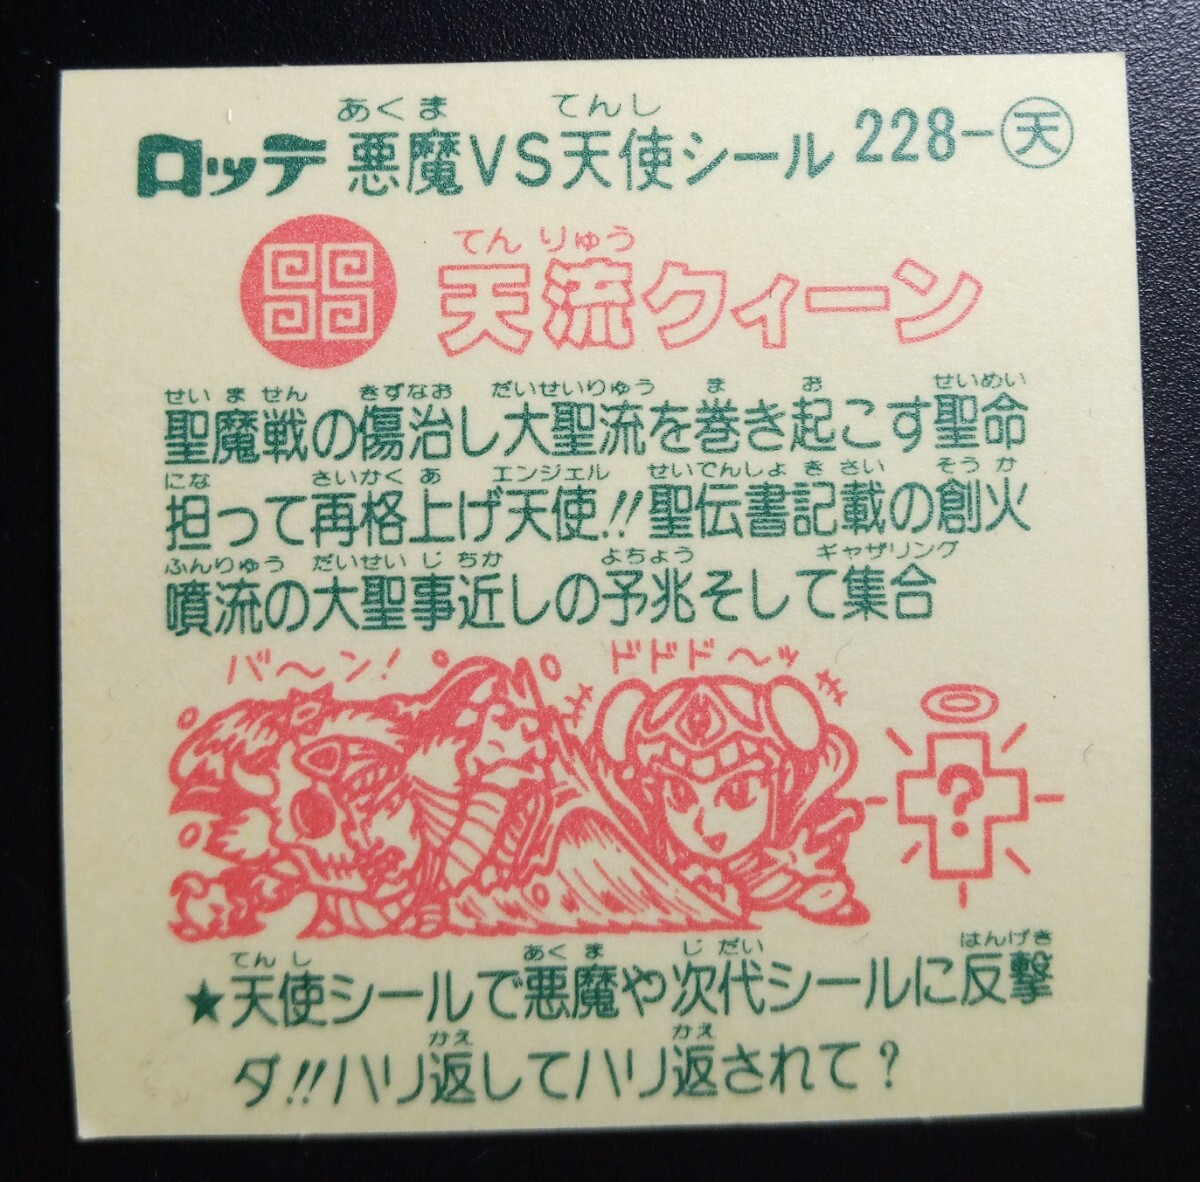 ロッテ 悪魔VS天使シール 228-天
あくま てんし
てんりゅう
天流クィーン
せいません きずなお だいせいりゅう ま お せいめい
聖魔戦の傷治し大聖流を巻き起こす聖命
にな さいかく あ エンジェル せいでんしょ きさい そうか
担って再格上げ天使!!聖伝書記載の創火
ふんりゅう だいせいじちか よちょう ギャザリング
噴流の大聖事近しの予兆そして集合
バ〜ン! ドドド〜ッ
?
てんし あくま じだい はんげき
★天使シールで悪魔や次代シールに反撃
かえ かえ
ダ!!ハリ返してハリ返されて?